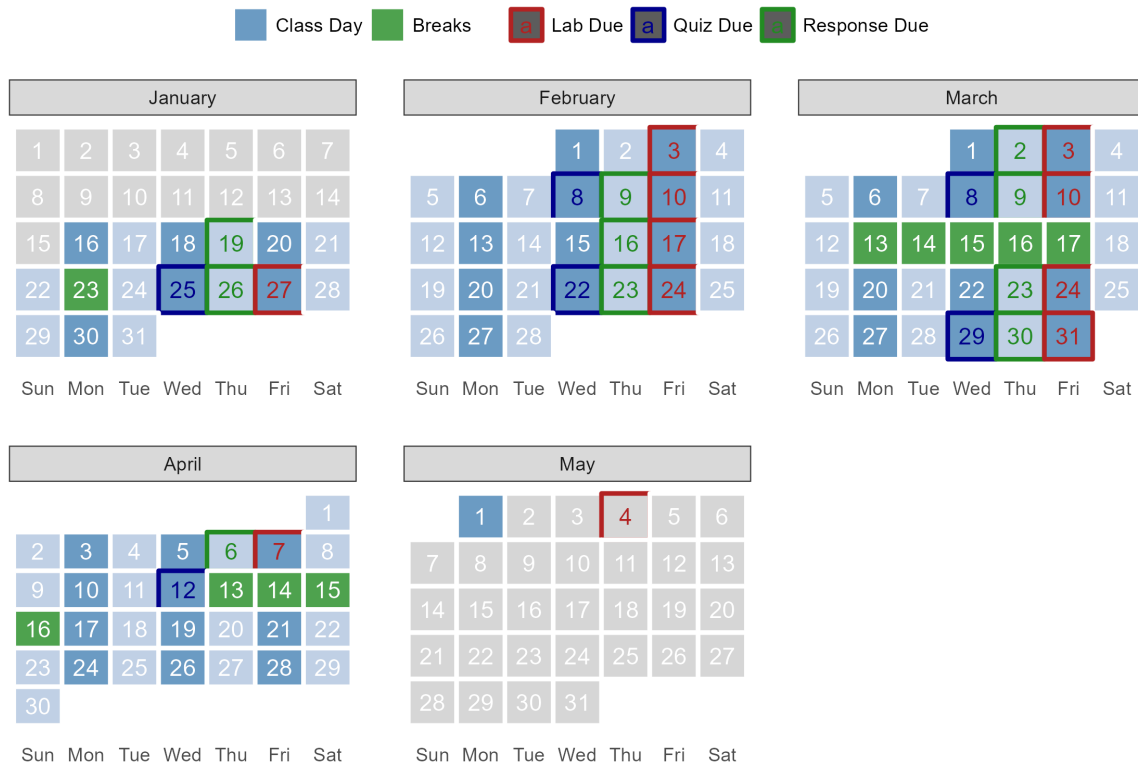 Class Day Breaks a Lab Due a Quiz Due a Response Due
January February March
1 2 3 4 5 6 7 1 2 3 4 1 2 3 4
8 9 10 11 12 13 14 5 6 7 8 9 10 11 5 6 7 8 9 10 11
15 16 17 18 19 20 21 12 13 14 15 16 17 18 12 13 14 15 16 17 18
22 23 24 25 26 27 28 19 20 21 22 23 24 25 19 20 21 22 23 24 25
29 30 31 26 27 28 26 27 28 29 30 31
Sun Mon Tue Wed Thu Fri Sat Sun Mon Tue Wed Thu Fri Sat Sun Mon Tue Wed Thu Fri Sat
April May
1 1 2 3 4 5 6
2 3 4 5 6 7 8 7 8 9 10 11 12 13
9 10 11 12 13 14 15 14 15 16 17 18 19 20
16 17 18 19 20 21 22 21 22 23 24 25 26 27
23 24 25 26 27 28 29 28 29 30 31
30
Sun Mon Tue Wed Thu Fri Sat Sun Mon Tue Wed Thu Fri Sat